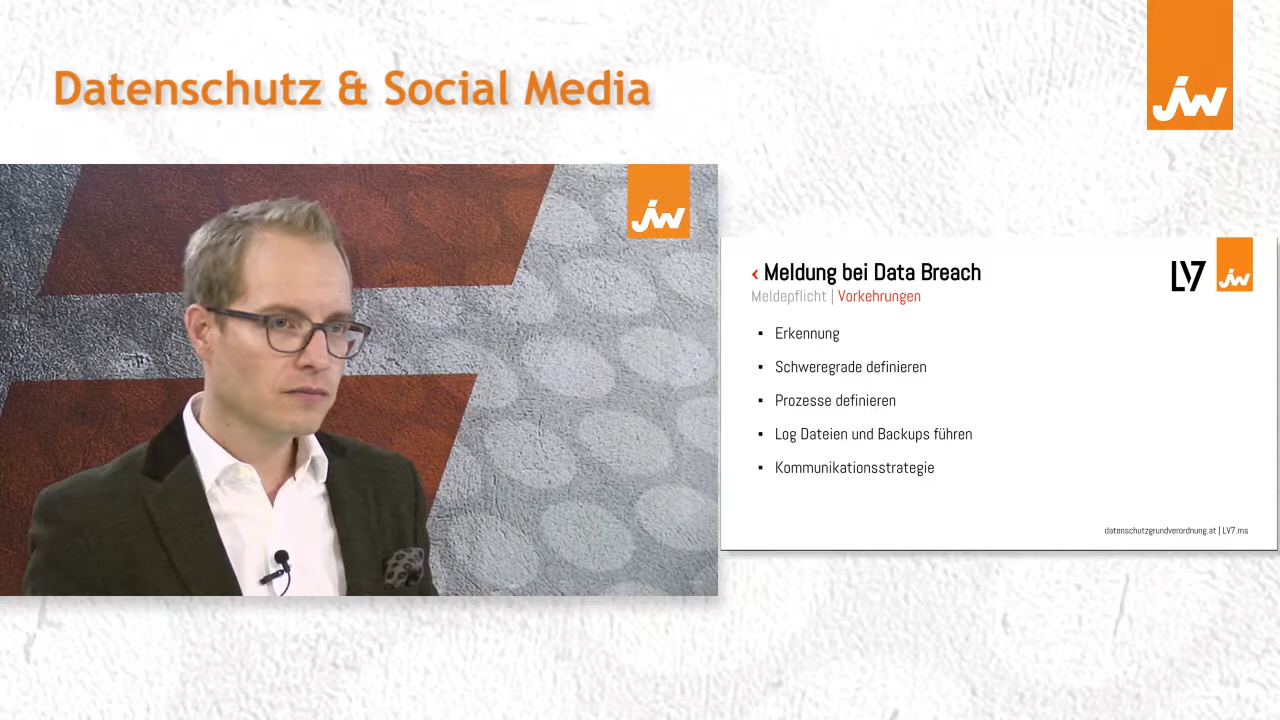 Datenschutz & Social Media
jw
jw
‹ Meldung bei Data Breach
LV7
jw
Meldepflicht | Vorkehrungen
▪ Erkennung
▪ Schweregrade definieren
▪ Prozesse definieren
▪ Log Dateien und Backups führen
▪ Kommunikationsstrategie
datenschutzgrundverordnung.at | LV7.ms